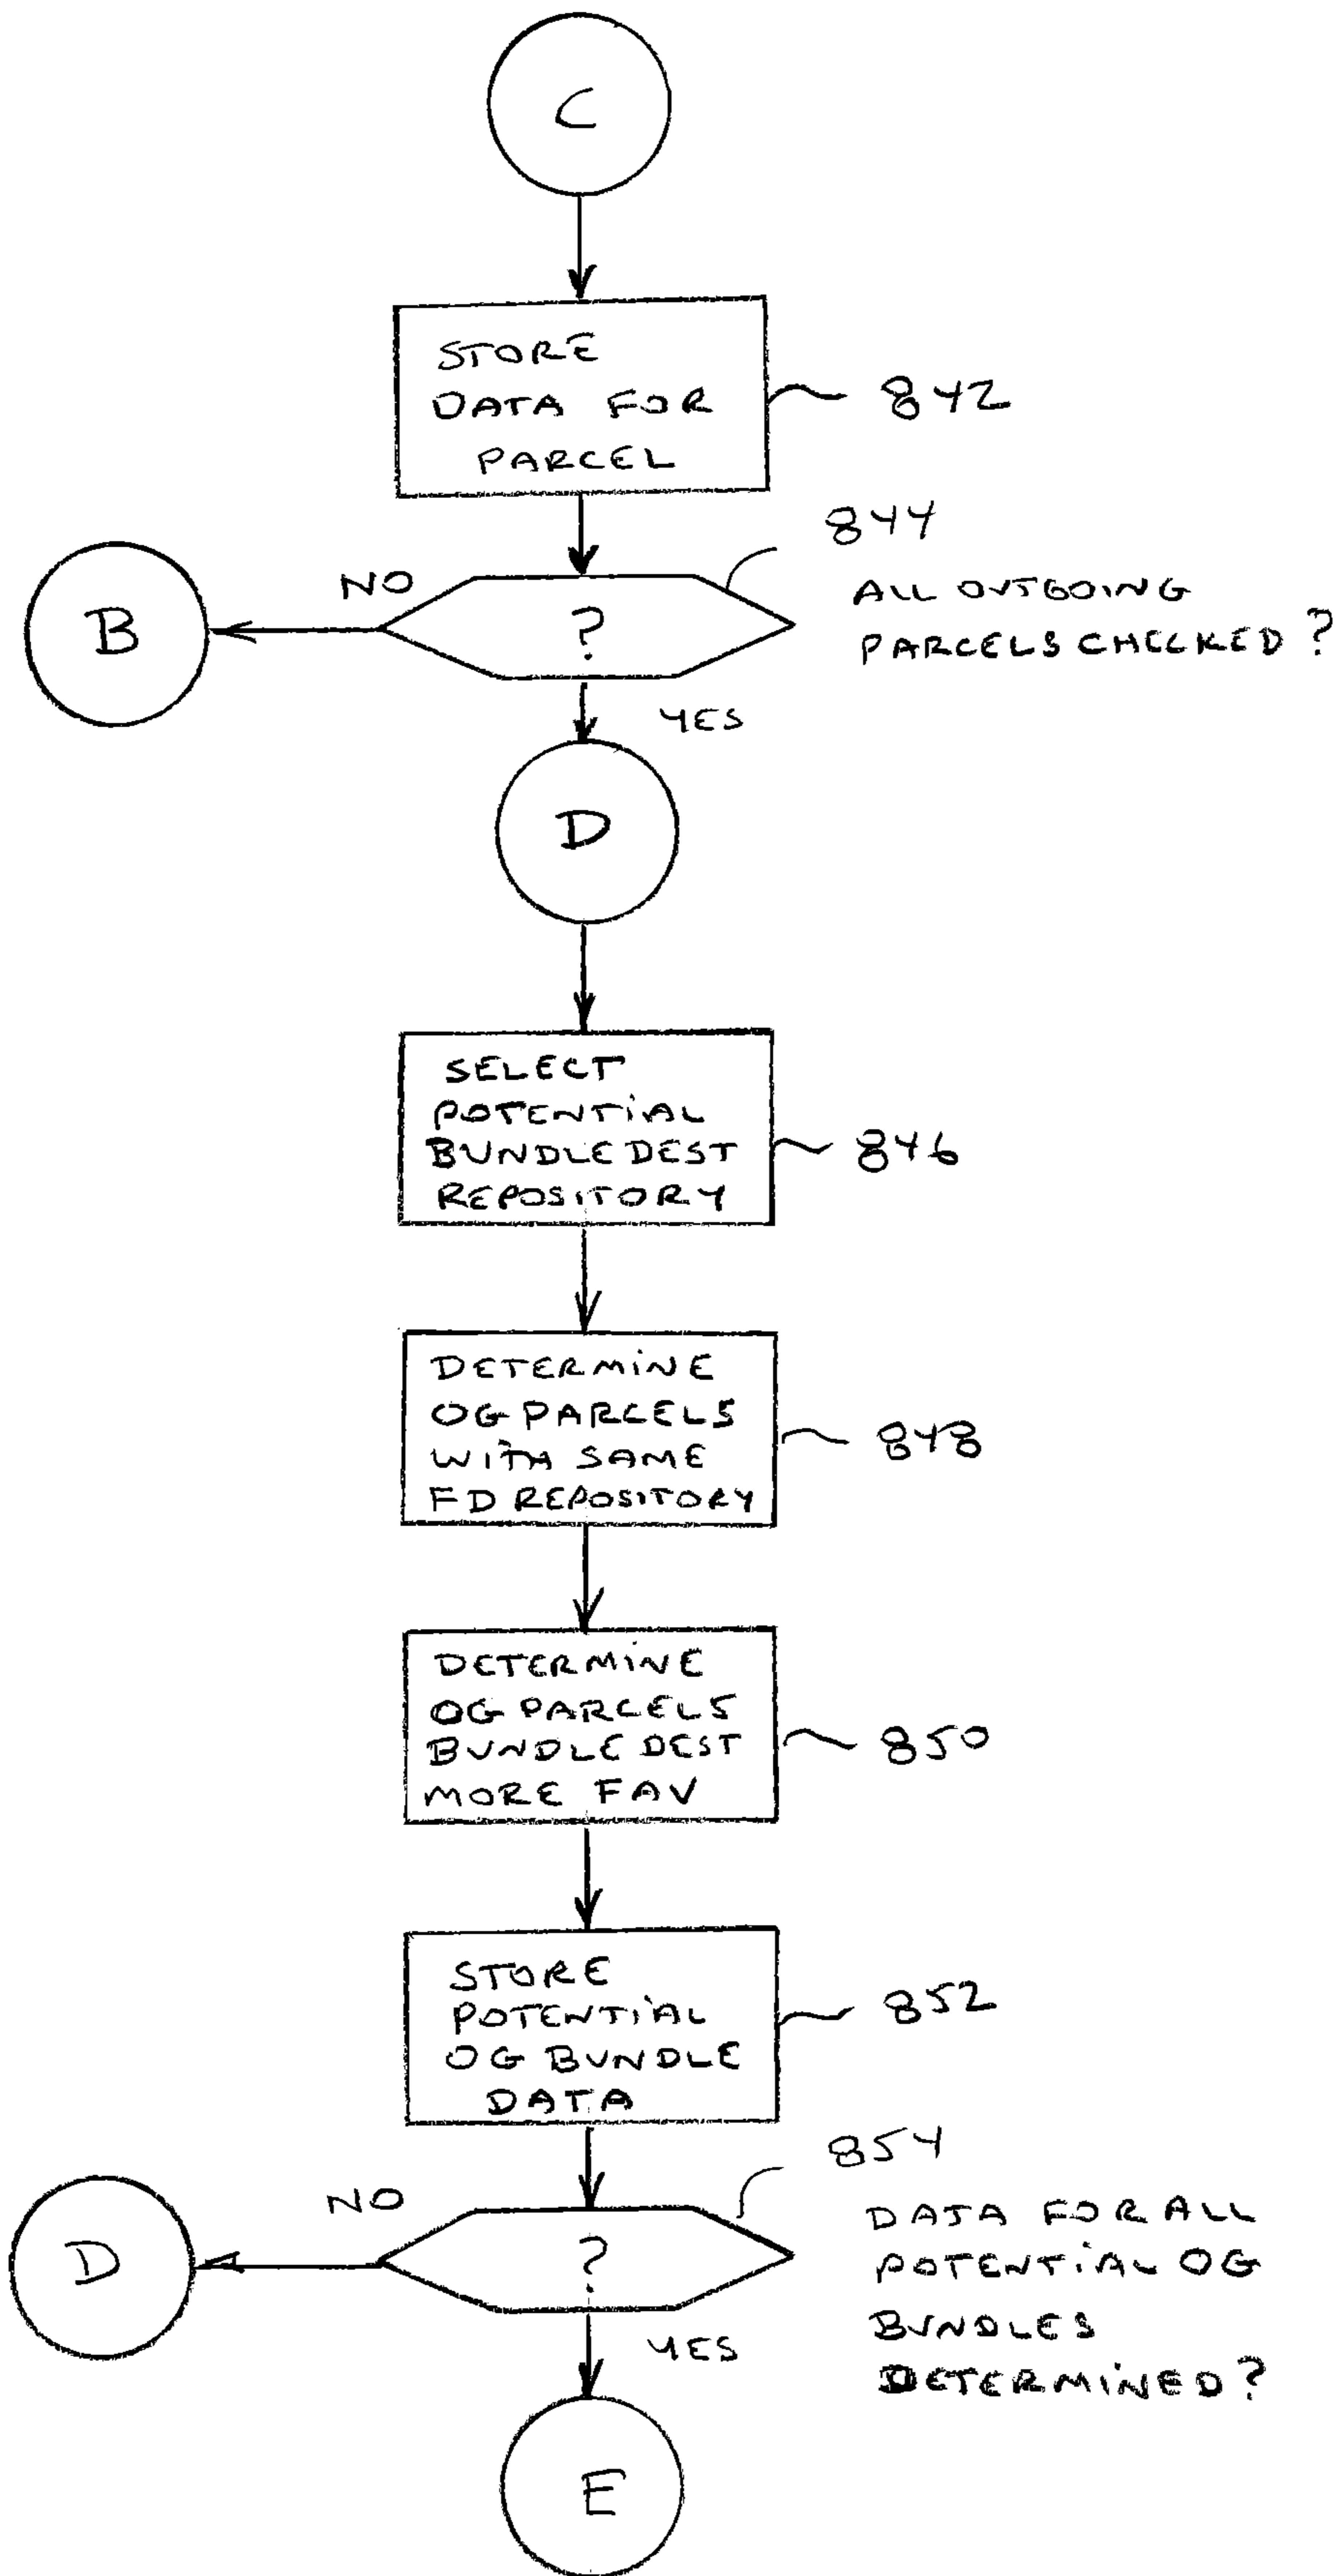 C
STORE
DATA FOR
PARCEL
842
844
ALL OUTGOING
PARCELS CHECKED?
NO
?
B
YES
D
SELECT
POTENTIAL
BUNDLE DEST
REPOSITORY
846
DETERMINE
OG PARCELS
WITH SAME
FD REPOSITORY
848
DETERMINE
OG PARCELS
BUNDLE DEST
MORE FAV
850
STORE
POTENTIAL
OG BUNDLE
DATA
852
854
DATA FOR ALL
POTENTIAL OG
BUNDLES
DETERMINED?
NO
?
D
YES
E